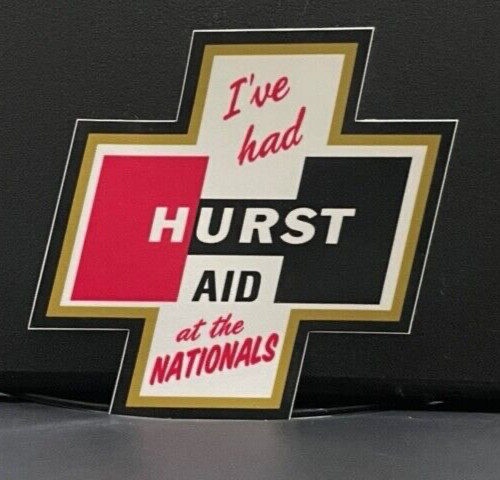 I've
had
HURST
AID
at the
NATIONALS